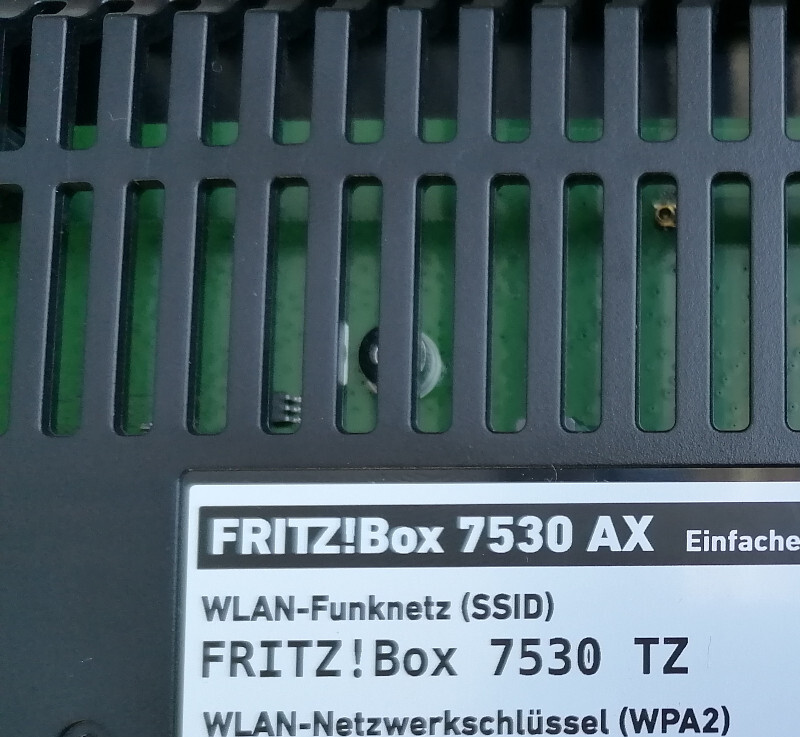 FRITZ!Box 7530 AX Einfache
WLAN-Funknetz (SSID)
FRITZ!Box 7530 TZ
WLAN-Netzwerkschlüssel (WPA2)